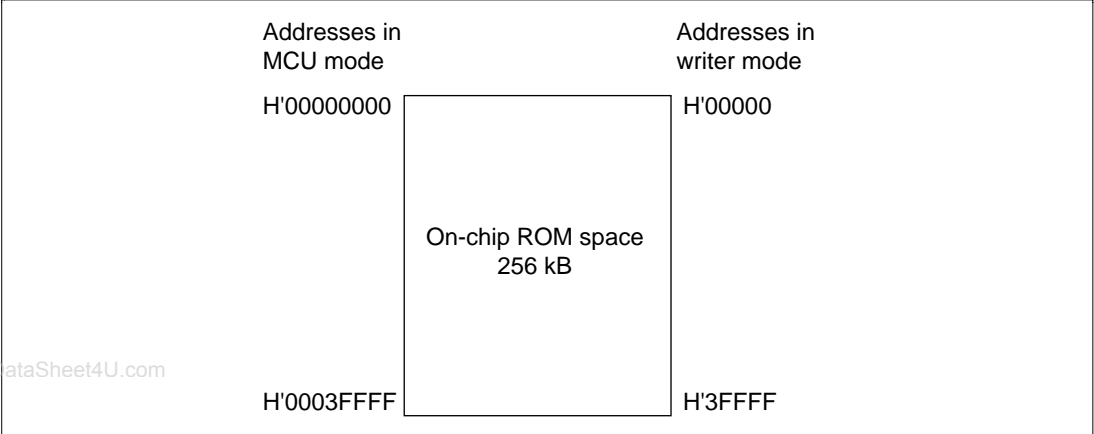 Addresses in
MCU mode
Addresses in
writer mode
H'00000000
H'00000
On-chip ROM space
256 kB
ataSheet4U.com
H'0003FFFF
H'3FFFF